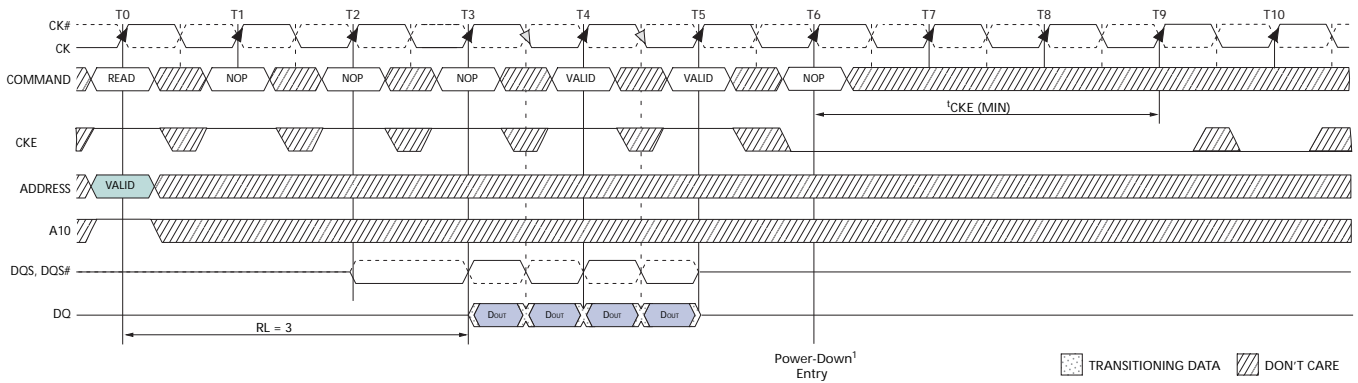 T0 T1 T2 T3 T4 T5 T6 T7 T8 T9 T10
CK#
CK
COMMAND READ NOP NOP NOP VALID VALID NOP
tCKE (MIN)
CKE
ADDRESS VALID
A10
DQS, DQS#
DQ DOUT DOUT DOUT DOUT
RL = 3
Power-Down1
Entry
TRANSITIONING DATA DON'T CARE